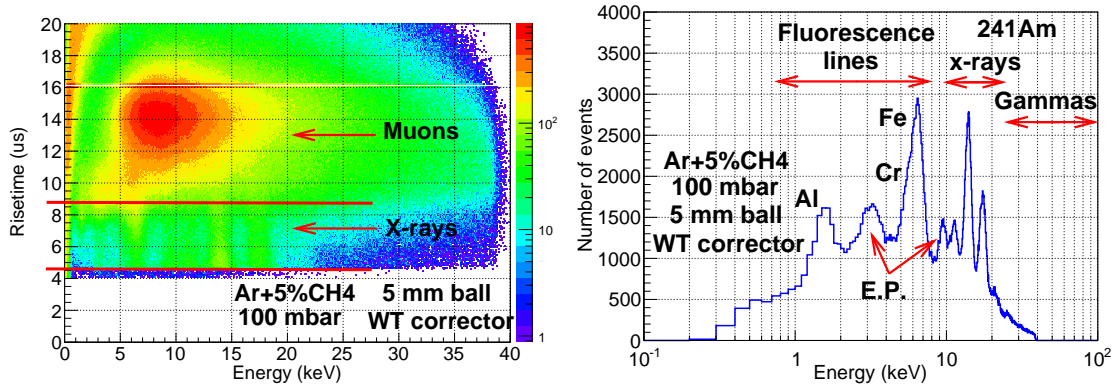 Risetime (us)
20
18
16
14
12
10
8
6
4
2
0
Muons
X-rays
Ar+5%CH4
100 mbar
5 mm ball
WT corrector
0 5 10 15 20 25 30 35 40
Energy (keV)
10²
10
1
Number of events
4000
3500
3000
2500
2000
1500
1000
500
0
Fluorescence
lines
241Am
x-rays
Gammas
Fe
Cr
Al
E.P.
Ar+5%CH4
100 mbar
5 mm ball
WT corrector
10⁻¹ 1 10 10²
Energy (keV)